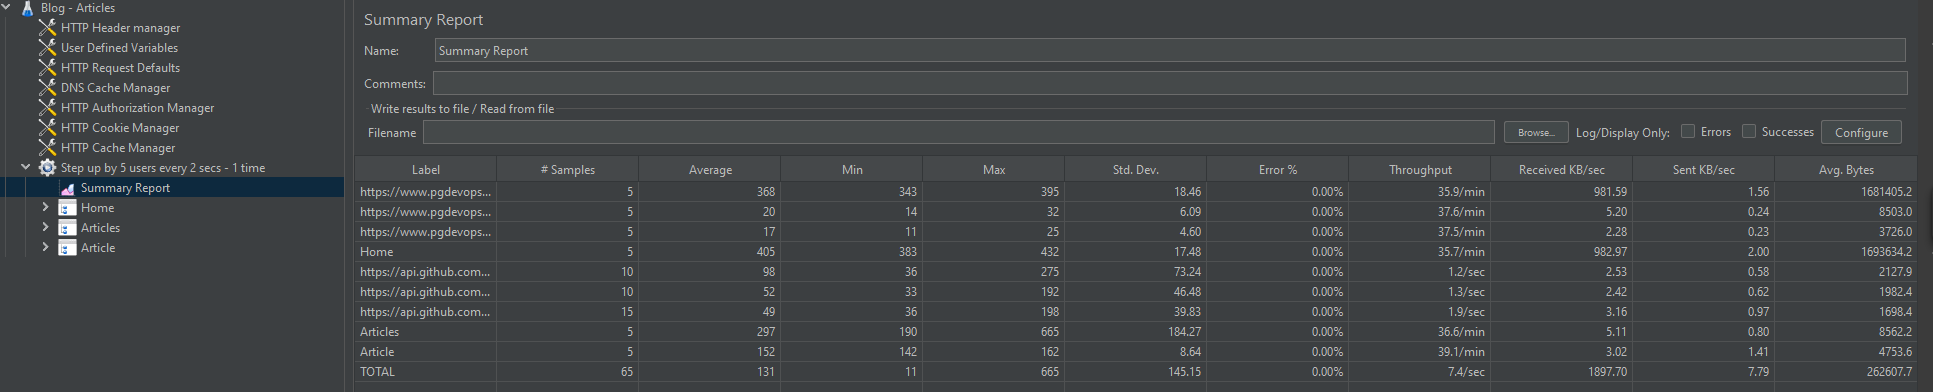 Blog - Articles
HTTP Header manager
User Defined Variables
HTTP Request Defaults
DNS Cache Manager
HTTP Authorization Manager
HTTP Cookie Manager
HTTP Cache Manager
Step up by 5 users every 2 secs - 1 time
Summary Report
Home
Articles
Article
Summary Report
Name: Summary Report
Comments:
Write results to file / Read from file
Filename Browse... Log/Display Only: Errors Successes Configure
Label # Samples Average Min Max Std. Dev. Error % Throughput Received KB/sec Sent KB/sec Avg. Bytes
https://www.pgdevops... 5 368 343 395 18.46 0.00% 35.9/min 981.59 1.56 1681405.2
https://www.pgdevops... 5 20 14 32 6.09 0.00% 37.6/min 5.20 0.24 8503.0
https://www.pgdevops... 5 17 11 25 4.60 0.00% 37.5/min 2.28 0.23 3726.0
Home 5 405 383 432 17.48 0.00% 35.7/min 982.97 2.00 1693634.2
https://api.github.com... 10 98 36 275 73.24 0.00% 1.2/sec 2.53 0.58 2127.9
https://api.github.com... 10 52 33 192 46.48 0.00% 1.3/sec 2.42 0.62 1982.4
https://api.github.com... 15 49 36 198 39.83 0.00% 1.9/sec 3.16 0.97 1698.4
Articles 5 297 190 665 184.27 0.00% 36.6/min 5.11 0.80 8562.2
Article 5 152 142 162 8.64 0.00% 39.1/min 3.02 1.41 4753.6
TOTAL 65 131 11 665 145.15 0.00% 7.4/sec 1897.70 7.79 262607.7